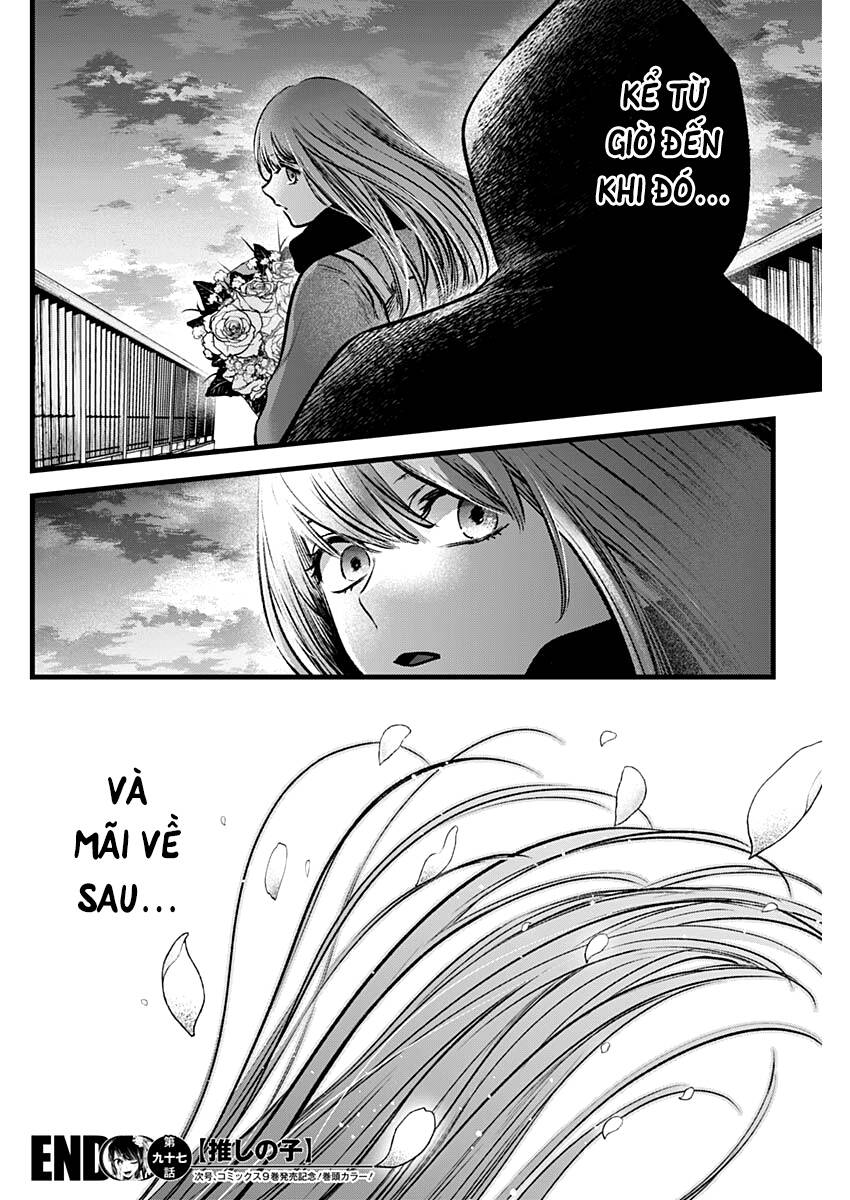 KỂ TỪ
GIỜ ĐẾN
KHI ĐÓ...
VÀ
MÃI VỀ
SAU...
END
第
九十七
話
【推しの子】
次号、コミックス9巻発売記念!巻頭カラー!